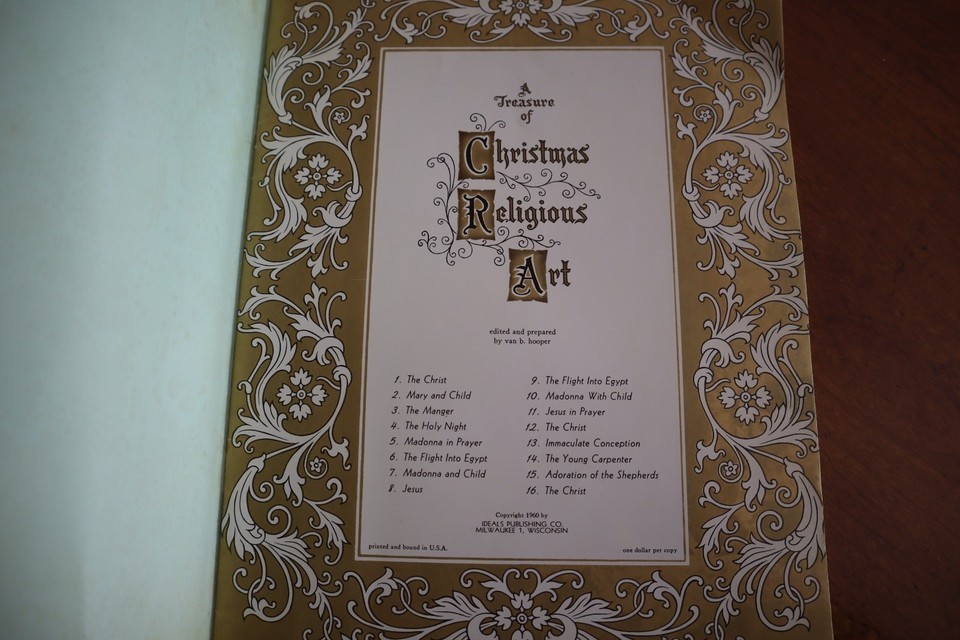 A
Treasure
of
Christmas
Religious
Art
edited and prepared
by van b. hooper
1. The Christ
2. Mary and Child
3. The Manger
4. The Holy Night
5. Madonna in Prayer
6. The Flight Into Egypt
7. Madonna and Child
8. Jesus
9. The Flight Into Egypt
10. Madonna With Child
11. Jesus in Prayer
12. The Christ
13. Immaculate Conception
14. The Young Carpenter
15. Adoration of the Shepherds
16. The Christ
Copyright 1960 by
IDEALS PUBLISHING CO.
MILWAUKEE 1, WISCONSIN
printed and bound in U.S.A.
one dollar per copy